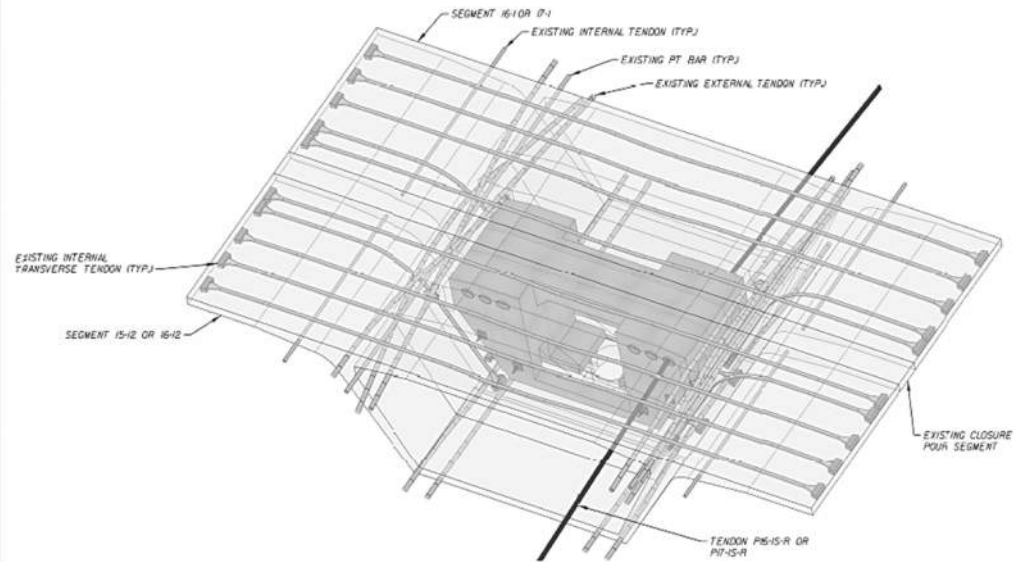 SEGMENT 16-1 OR 17-1
EXISTING INTERNAL TENDON (TYP.)
EXISTING PT BAR (TYP.)
EXISTING EXTERNAL TENDON (TYP.)
EXISTING INTERNAL
TRANSVERSE TENDON (TYP.)
SEGMENT 15-12 OR 16-12
EXISTING CLOSURE
POUR SEGMENT
TENDON P16-15-R OR
P17-15-R